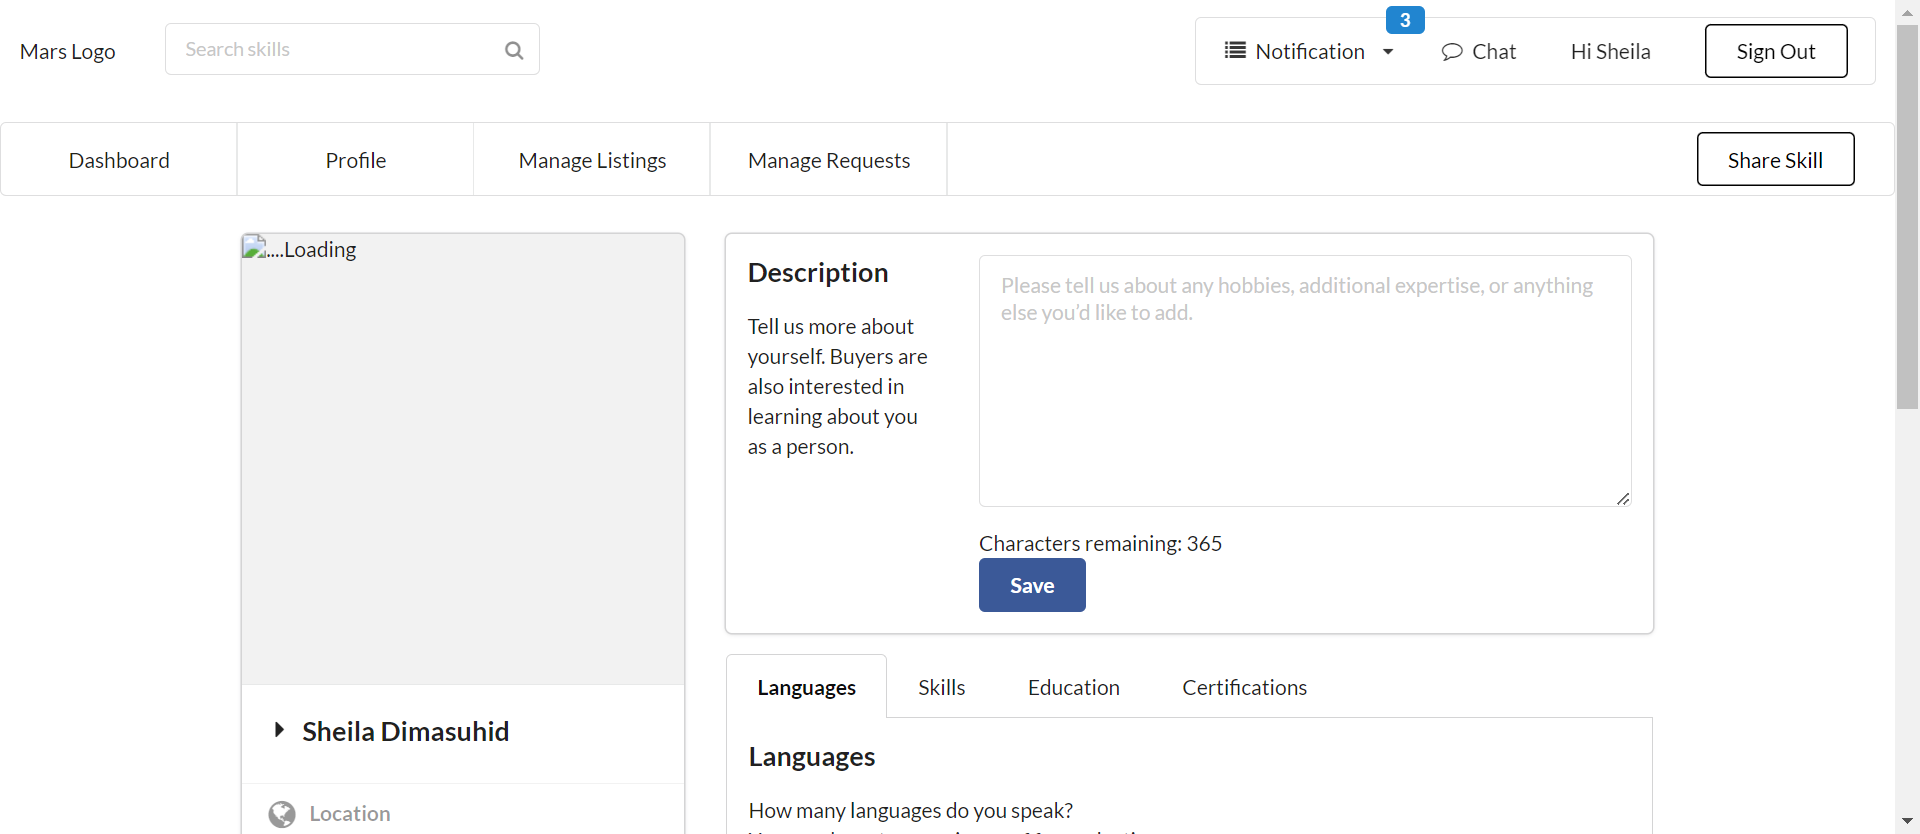 Mars Logo
Search skills
Notification
3
Chat
Hi Sheila
Sign Out
Dashboard
Profile
Manage Listings
Manage Requests
Share Skill
....Loading
Description
Tell us more about
yourself. Buyers are
also interested in
learning about you
as a person.
Please tell us about any hobbies, additional expertise, or anything
else you'd like to add.
Characters remaining: 365
Save
Sheila Dimasuhid
Location
Languages
Skills
Education
Certifications
Languages
How many languages do you speak?